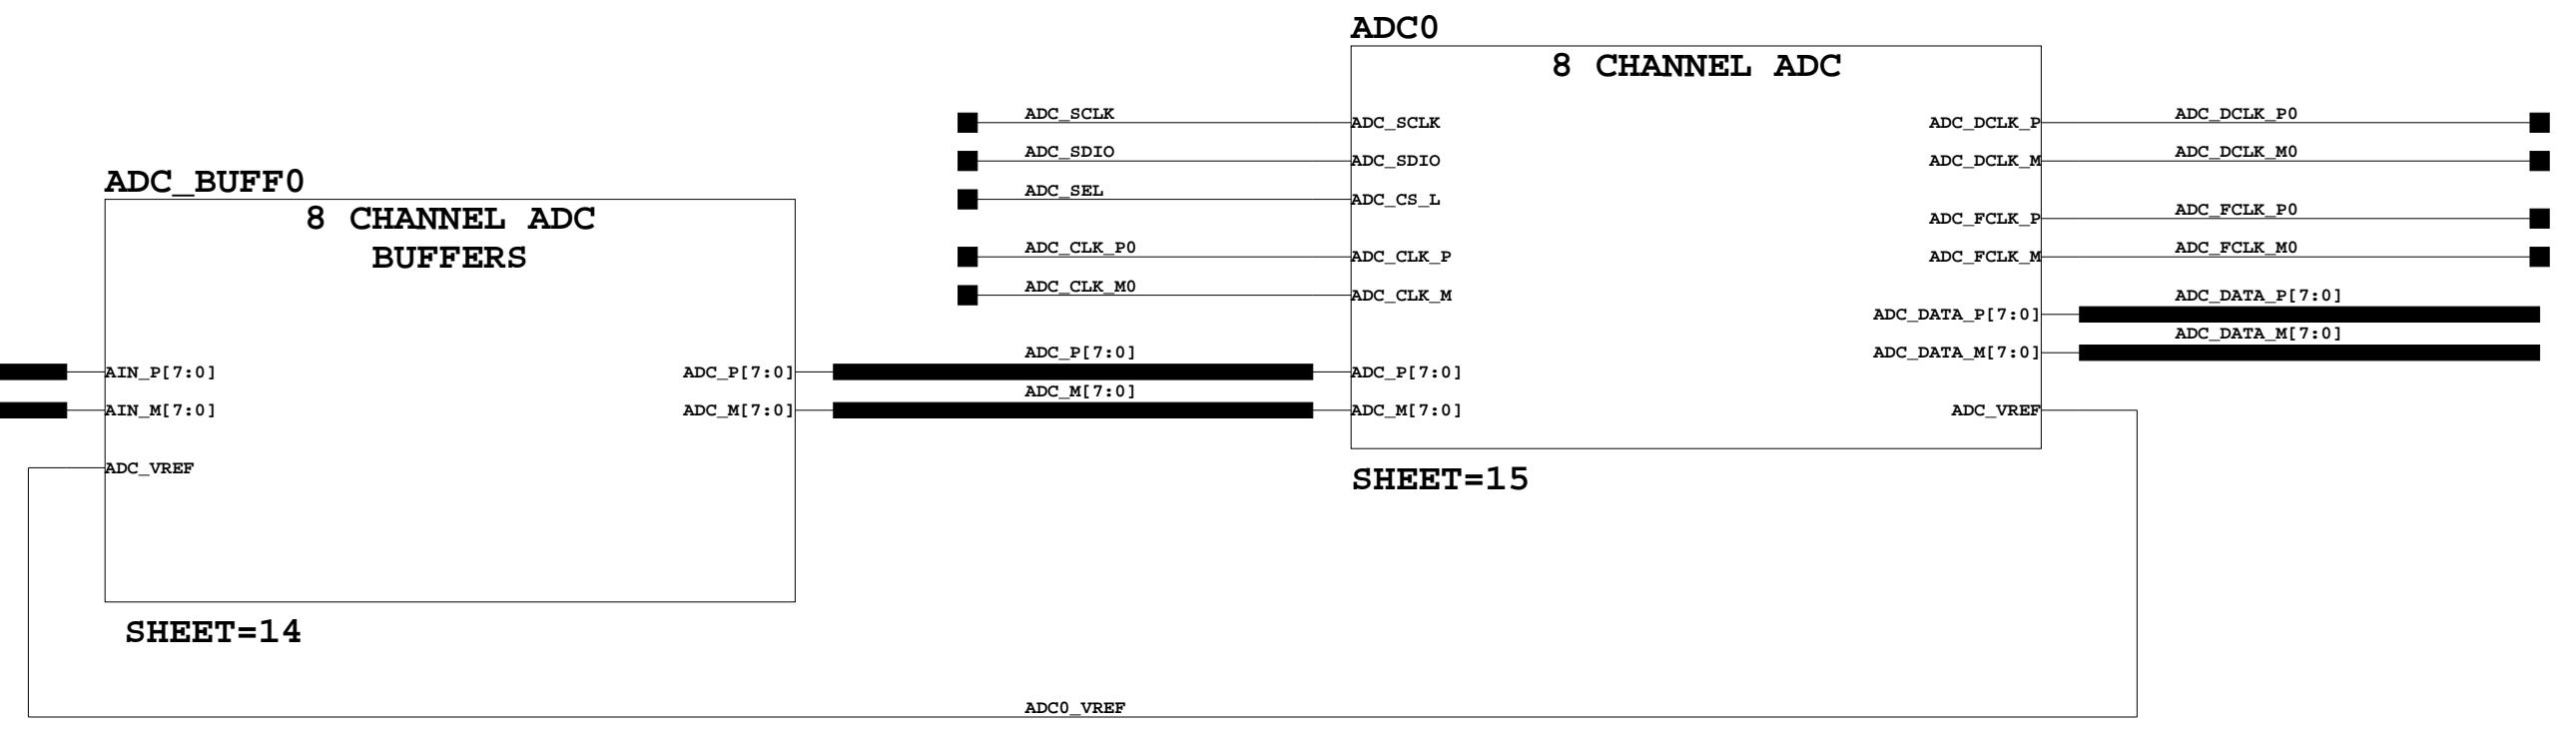 ADC_BUFF0
8 CHANNEL ADC
BUFFERS
AIN_P[7:0]
AIN_M[7:0]
ADC_VREF
ADC_P[7:0]
ADC_M[7:0]
SHEET=14
ADC_SCLK
ADC_SDIO
ADC_SEL
ADC_CLK_P0
ADC_CLK_M0
ADC_P[7:0]
ADC_M[7:0]
ADC0
8 CHANNEL ADC
ADC_SCLK
ADC_SDIO
ADC_CS_L
ADC_CLK_P
ADC_CLK_M
ADC_P[7:0]
ADC_M[7:0]
ADC_DCLK_P
ADC_DCLK_M
ADC_FCLK_P
ADC_FCLK_M
ADC_DATA_P[7:0]
ADC_DATA_M[7:0]
ADC_VREF
SHEET=15
ADC_DCLK_P0
ADC_DCLK_M0
ADC_FCLK_P0
ADC_FCLK_M0
ADC_DATA_P[7:0]
ADC_DATA_M[7:0]
ADC0_VREF